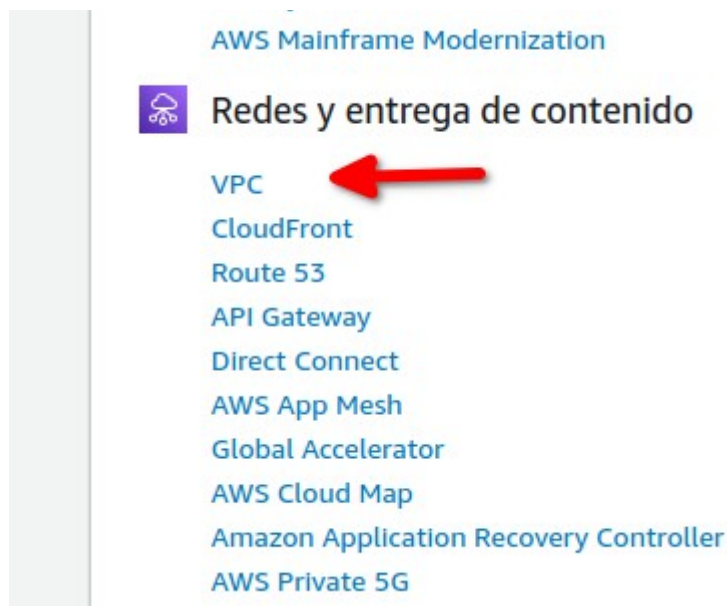 AWS Mainframe Modernization
Redes y entrega de contenido
VPC
CloudFront
Route 53
API Gateway
Direct Connect
AWS App Mesh
Global Accelerator
AWS Cloud Map
Amazon Application Recovery Controller
AWS Private 5G